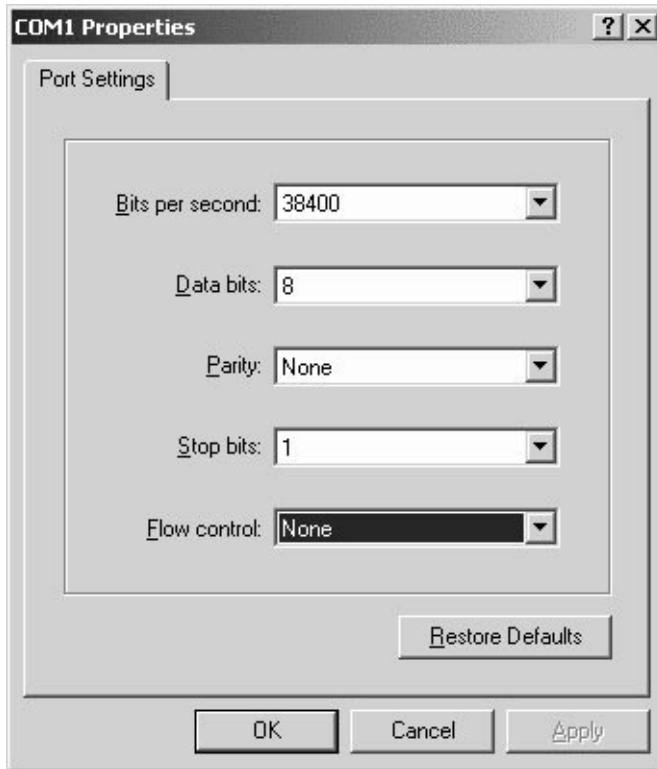 COM1 Properties
Port Settings
Bits per second: 38400
Data bits: 8
Parity: None
Stop bits: 1
Flow control: None
Restore Defaults
OK Cancel Apply